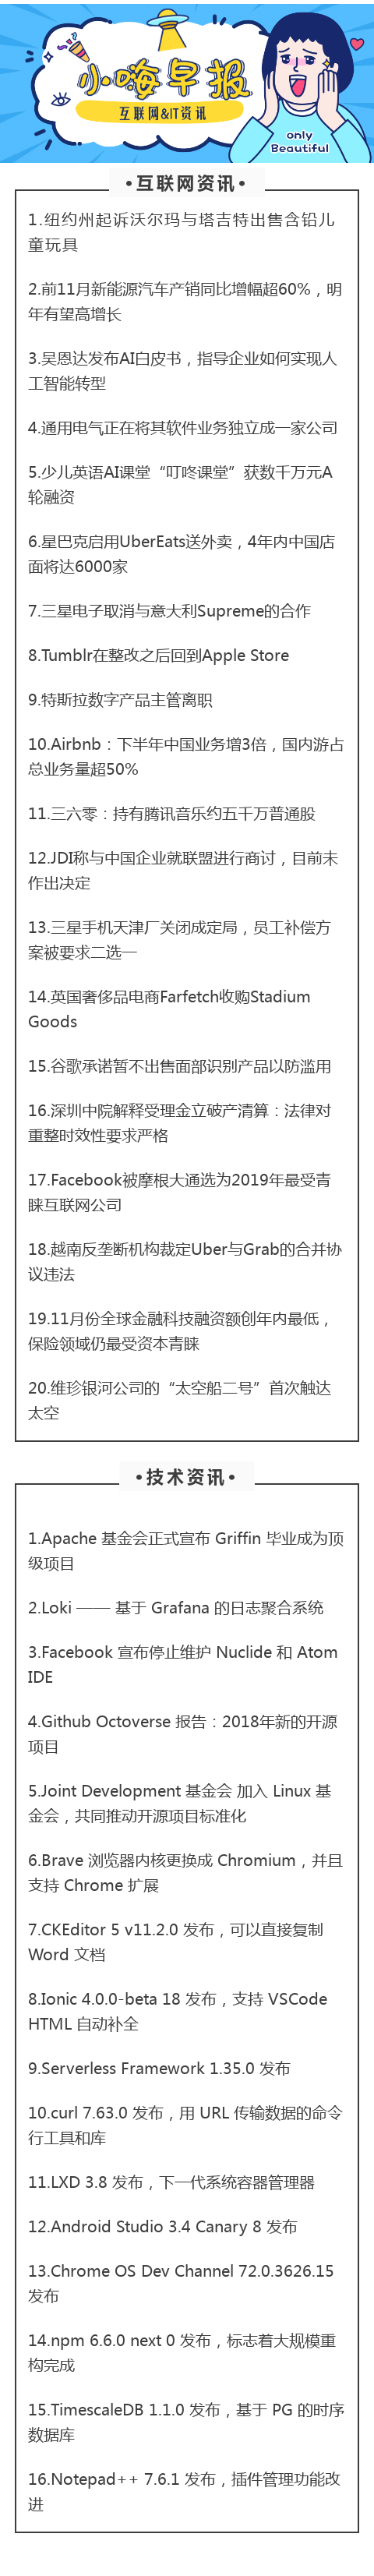 小嗨早报
互联网&IT资讯
only
Beautiful
•互联网资讯•
1.纽约州起诉沃尔玛与塔吉特出售含铅儿
童玩具
2.前11月新能源汽车产销同比增幅超60%，明
年有望高增长
3.吴恩达发布AI白皮书，指导企业如何实现人
工智能转型
4.通用电气正在将其软件业务独立成一家公司
5.少儿英语AI课堂“叮咚课堂”获数千万元A
轮融资
6.星巴克启用UberEats送外卖，4年内中国店
面将达6000家
7.三星电子取消与意大利Supreme的合作
8.Tumblr在整改之后回到Apple Store
9.特斯拉数字产品主管离职
10.Airbnb：下半年中国业务增3倍，国内游占
总业务量超50%
11.三六零：持有腾讯音乐约五千万普通股
12.JDI称与中国企业就联盟进行商讨，目前未
作出决定
13.三星手机天津厂关闭成定局，员工补偿方
案被要求二选一
14.英国奢侈品电商Farfetch收购Stadium
Goods
15.谷歌承诺暂不出售面部识别产品以防滥用
16.深圳中院解释受理金立破产清算：法律对
重整时效性要求严格
17.Facebook被摩根大通选为2019年最受青
睐互联网公司
18.越南反垄断机构裁定Uber与Grab的合并协
议违法
19.11月份全球金融科技融资额创年内最低，
保险领域仍最受资本青睐
20.维珍银河公司的“太空船二号”首次触达
太空
•技术资讯•
1.Apache 基金会正式宣布 Griffin 毕业成为顶
级项目
2.Loki —— 基于 Grafana 的日志聚合系统
3.Facebook 宣布停止维护 Nuclide 和 Atom
IDE
4.Github Octoverse 报告：2018年新的开源
项目
5.Joint Development 基金会 加入 Linux 基
金会，共同推动开源项目标准化
6.Brave 浏览器内核更换成 Chromium，并且
支持 Chrome 扩展
7.CKEditor 5 v11.2.0 发布，可以直接复制
Word 文档
8.Ionic 4.0.0-beta 18 发布，支持 VSCode
HTML 自动补全
9.Serverless Framework 1.35.0 发布
10.curl 7.63.0 发布，用 URL 传输数据的命令
行工具和库
11.LXD 3.8 发布，下一代系统容器管理器
12.Android Studio 3.4 Canary 8 发布
13.Chrome OS Dev Channel 72.0.3626.15
发布
14.npm 6.6.0 next 0 发布，标志着大规模重
构完成
15.TimescaleDB 1.1.0 发布，基于 PG 的时序
数据库
16.Notepad++ 7.6.1 发布，插件管理功能改
进